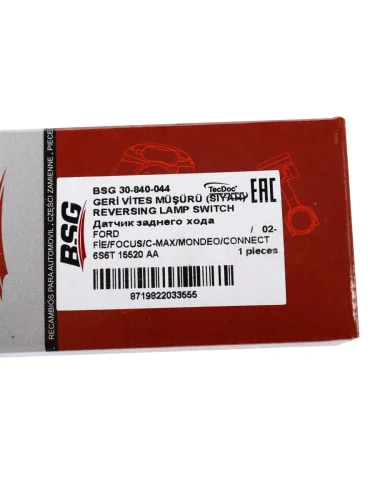 BSG 30-840-044
TecDoc
EAC
GERİ VİTES MÜŞÜRÜ (SİYAH)
REVERSING LAMP SWITCH
Датчик заднего хода
FORD / 02-
FİE/FOCUS/C-MAX/MONDEO/CONNECT
6S6T 15520 AA 1 pieces
8719822033555
BSG
RECAMBIOS PARA AUTOMOVIL . CZĘŚCI ZAMIENNE . PIECE